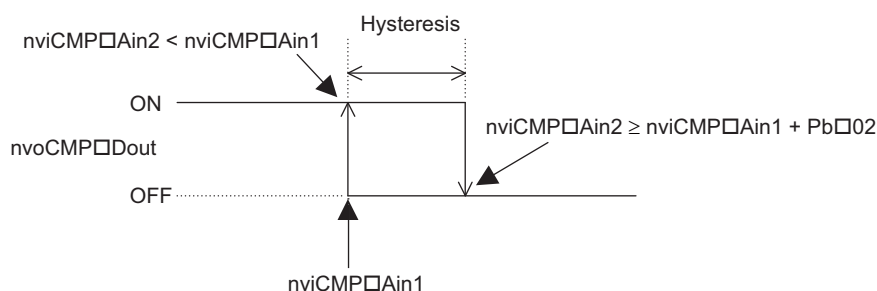 Hysteresis
nviCMP□Ain2 < nviCMP□Ain1
ON
nviCMP□Ain2 ≥ nviCMP□Ain1 + Pb□02
nvoCMP□Dout
OFF
nviCMP□Ain1